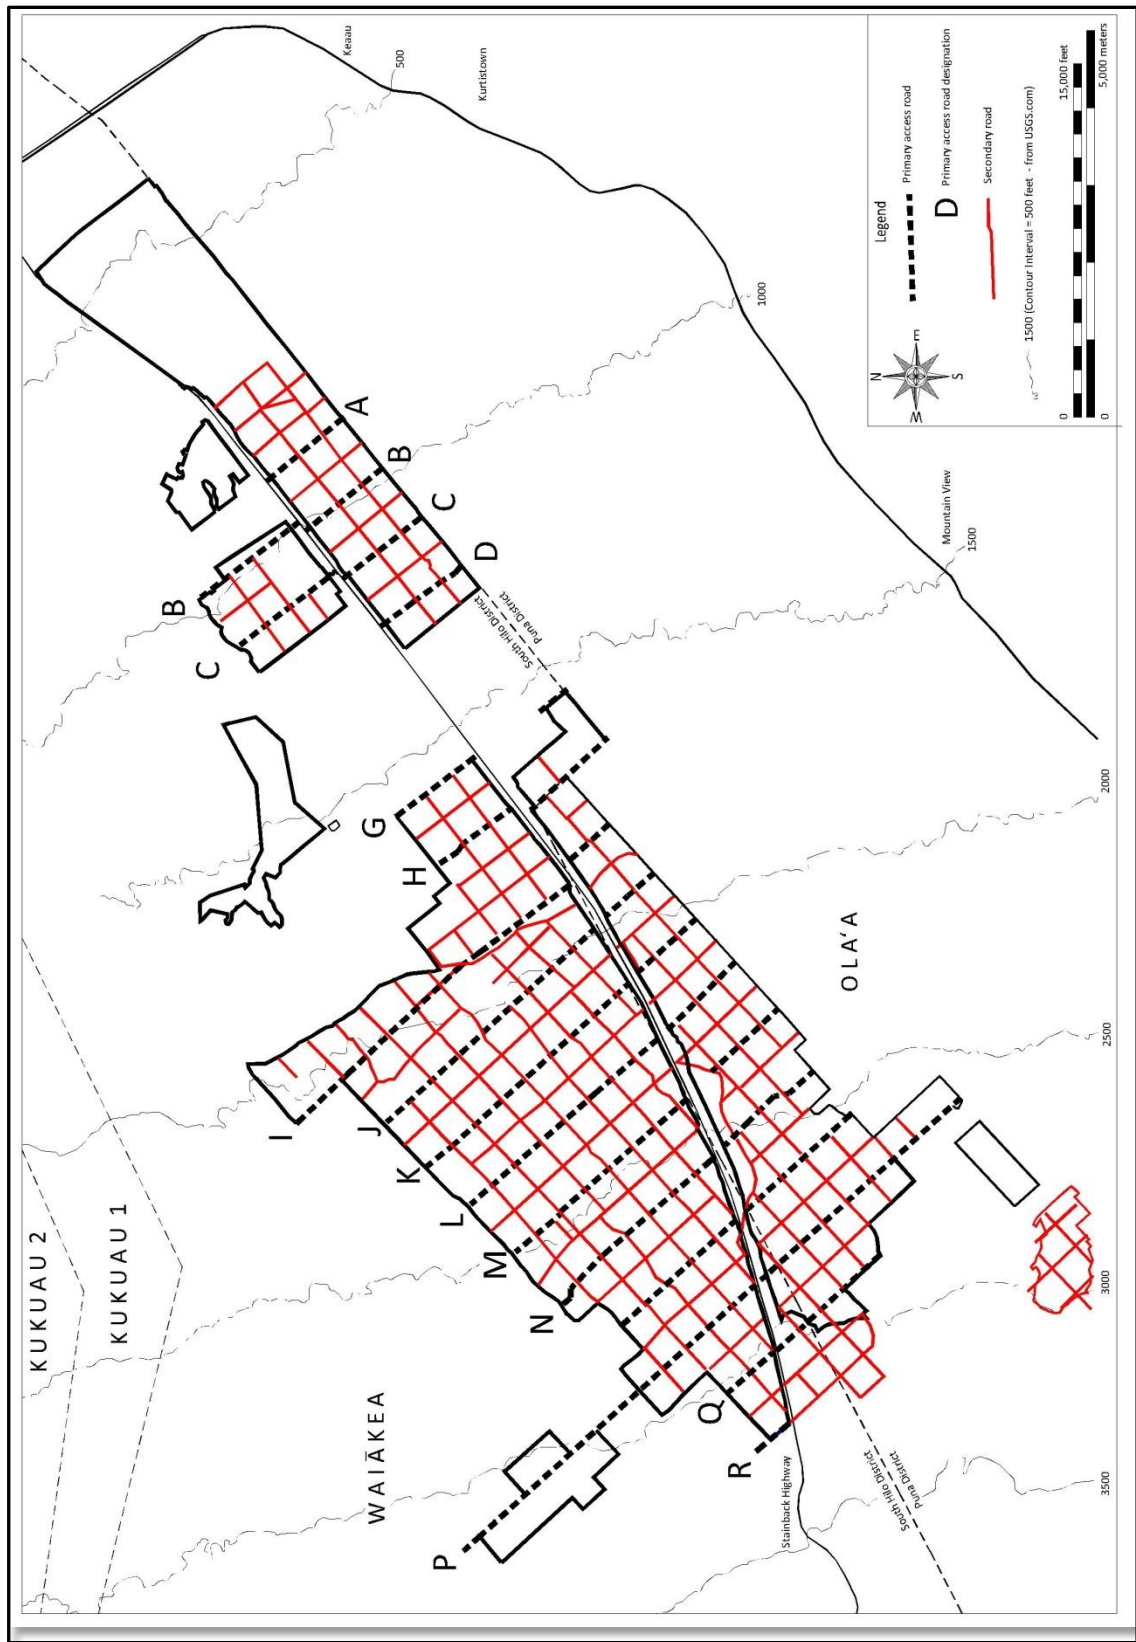 KUKUAU 2
KUKUAU 1
WAIĀKEA
OLAʻA
Keaau
500
Kurtistown
1000
Mountain View
1500
2000
2500
3000
3500
A
B
C
D
B
C
G
H
I
J
K
L
M
N
P
Q
R
South Hilo District
Puna District
South Hilo District
Puna District
Stainback Highway
Legend
Primary access road
D Primary access road designation
Secondary road
1500 (Contour Interval = 500 feet - from USGS.com)
N
E
S
W
0 15,000 feet
0 5,000 meters